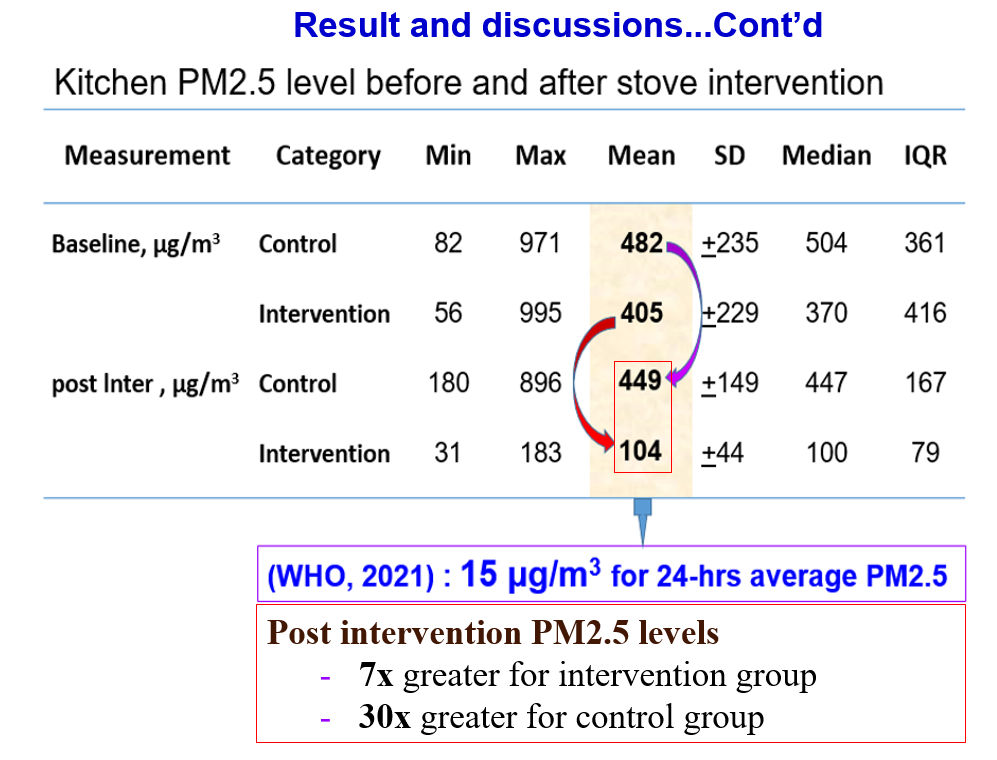 Result and discussions...Cont’d
Kitchen PM2.5 level before and after stove intervention
Measurement Category Min Max Mean SD Median IQR
Baseline, µg/m³ Control 82 971 482 ±235 504 361
Intervention 56 995 405 ±229 370 416
post Inter , µg/m³ Control 180 896 449 ±149 447 167
Intervention 31 183 104 ±44 100 79
(WHO, 2021) : 15 µg/m³ for 24-hrs average PM2.5
Post intervention PM2.5 levels
- 7x greater for intervention group
- 30x greater for control group